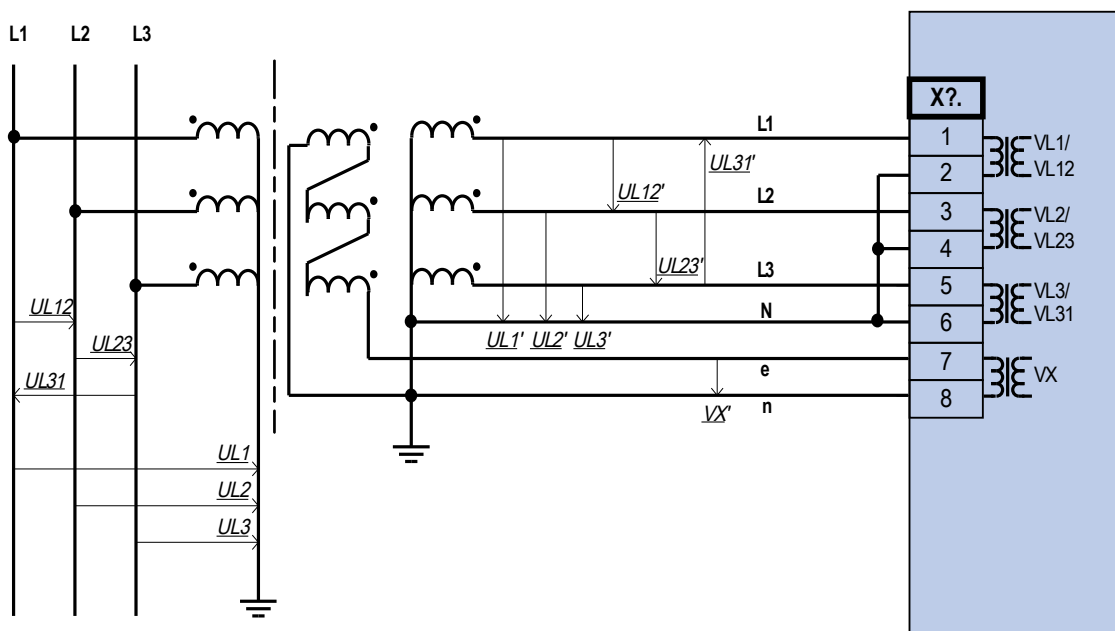 L1 L2 L3
X?.
L1
1
VL1/
UL31'
2
VL12
UL12'
L2
3
VL2/
4
VL23
UL23'
L3
5
VL3/
UL12
N
6
VL31
UL1' UL2' UL3'
UL23
7
e
UL31
VX
n
8
VX'
UL1
UL2
UL3